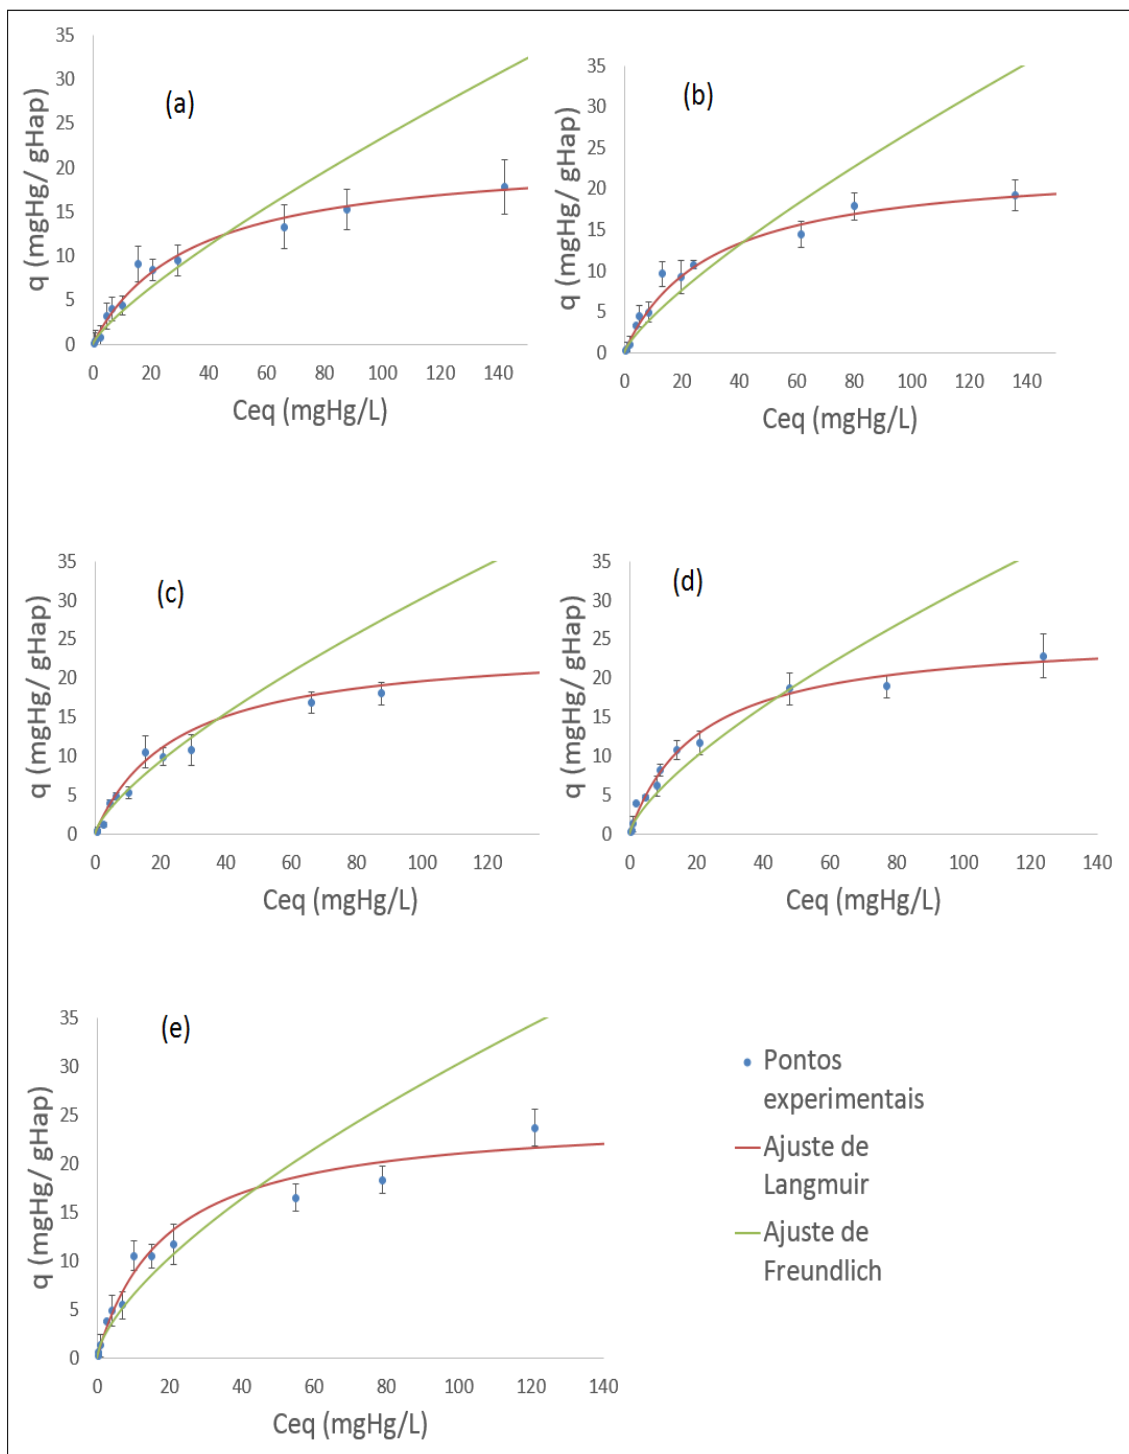 (a)
q (mgHg/ gHap)
35
30
25
20
15
10
5
0
0 20 40 60 80 100 120 140
Ceq (mgHg/L)
(b)
q (mgHg/ gHap)
35
30
25
20
15
10
5
0
0 20 40 60 80 100 120 140
Ceq (mgHg/L)
(c)
q (mgHg/ gHap)
35
30
25
20
15
10
5
0
0 20 40 60 80 100 120
Ceq (mgHg/L)
(d)
q (mgHg/ gHap)
35
30
25
20
15
10
5
0
0 20 40 60 80 100 120 140
Ceq (mgHg/L)
(e)
q (mgHg/ gHap)
35
30
25
20
15
10
5
0
0 20 40 60 80 100 120 140
Ceq (mgHg/L)
Pontos
experimentais
Ajuste de
Langmuir
Ajuste de
Freundlich